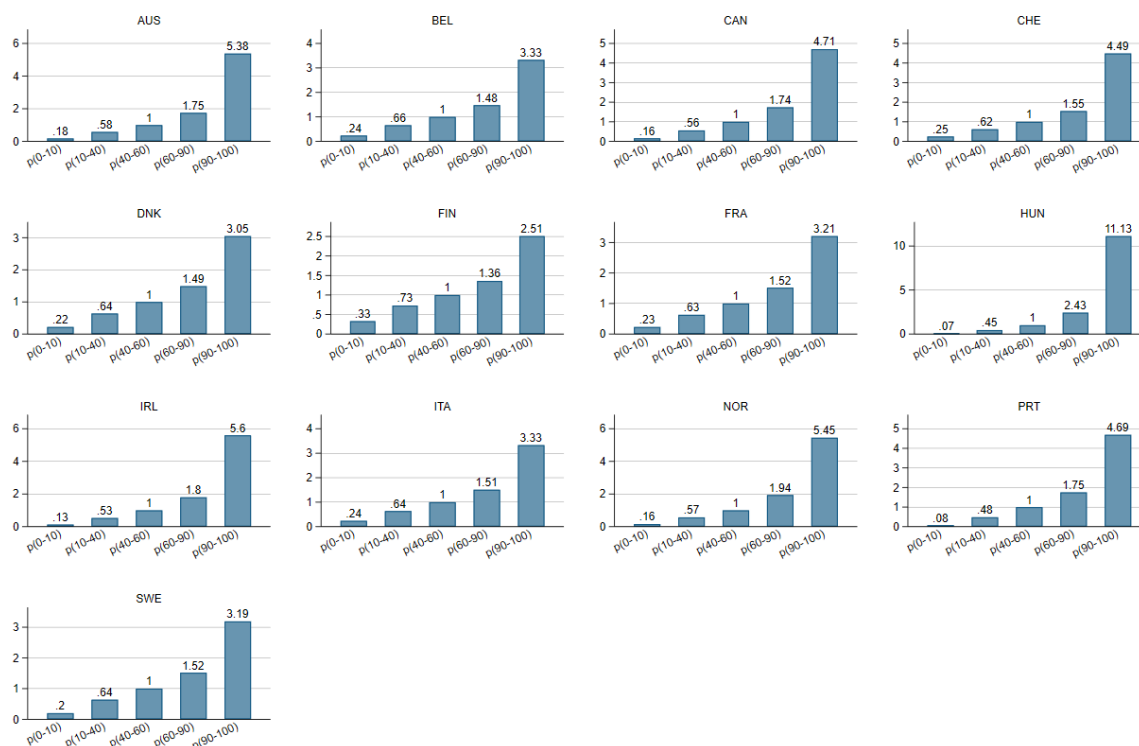 AUS
6
4
2
0
.18
.58
1
1.75
5.38
p(0-10)
p(10-40)
p(40-60)
p(60-90)
p(90-100)
BEL
4
3
2
1
0
.24
.66
1
1.48
3.33
p(0-10)
p(10-40)
p(40-60)
p(60-90)
p(90-100)
CAN
5
4
3
2
1
0
.16
.56
1
1.74
4.71
p(0-10)
p(10-40)
p(40-60)
p(60-90)
p(90-100)
CHE
5
4
3
2
1
0
.25
.62
1
1.55
4.49
p(0-10)
p(10-40)
p(40-60)
p(60-90)
p(90-100)
DNK
3
2
1
0
.22
.64
1
1.49
3.05
p(0-10)
p(10-40)
p(40-60)
p(60-90)
p(90-100)
FIN
2.5
2
1.5
1
.5
0
.33
.73
1
1.36
2.51
p(0-10)
p(10-40)
p(40-60)
p(60-90)
p(90-100)
FRA
3
2
1
0
.23
.63
1
1.52
3.21
p(0-10)
p(10-40)
p(40-60)
p(60-90)
p(90-100)
HUN
10
5
0
.07
.45
1
2.43
11.13
p(0-10)
p(10-40)
p(40-60)
p(60-90)
p(90-100)
IRL
6
4
2
0
.13
.53
1
1.8
5.6
p(0-10)
p(10-40)
p(40-60)
p(60-90)
p(90-100)
ITA
4
3
2
1
0
.24
.64
1
1.51
3.33
p(0-10)
p(10-40)
p(40-60)
p(60-90)
p(90-100)
NOR
6
4
2
0
.16
.57
1
1.94
5.45
p(0-10)
p(10-40)
p(40-60)
p(60-90)
p(90-100)
PRT
5
4
3
2
1
0
.08
.48
1
1.75
4.69
p(0-10)
p(10-40)
p(40-60)
p(60-90)
p(90-100)
SWE
3
2
1
0
.2
.64
1
1.52
3.19
p(0-10)
p(10-40)
p(40-60)
p(60-90)
p(90-100)